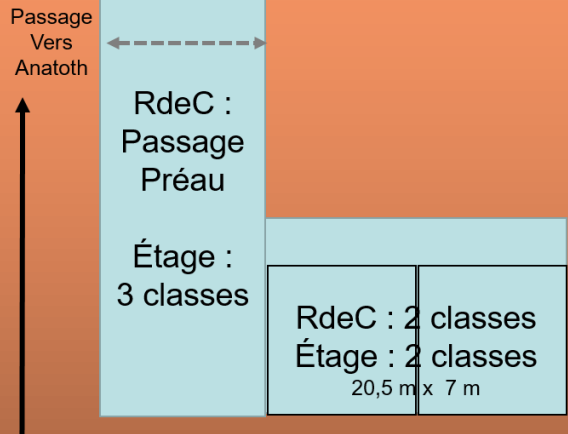 Passage
Vers
Anatoth
RdeC :
Passage
Préau
Étage :
3 classes
RdeC : 2 classes
Étage : 2 classes
20,5 m x  7 m